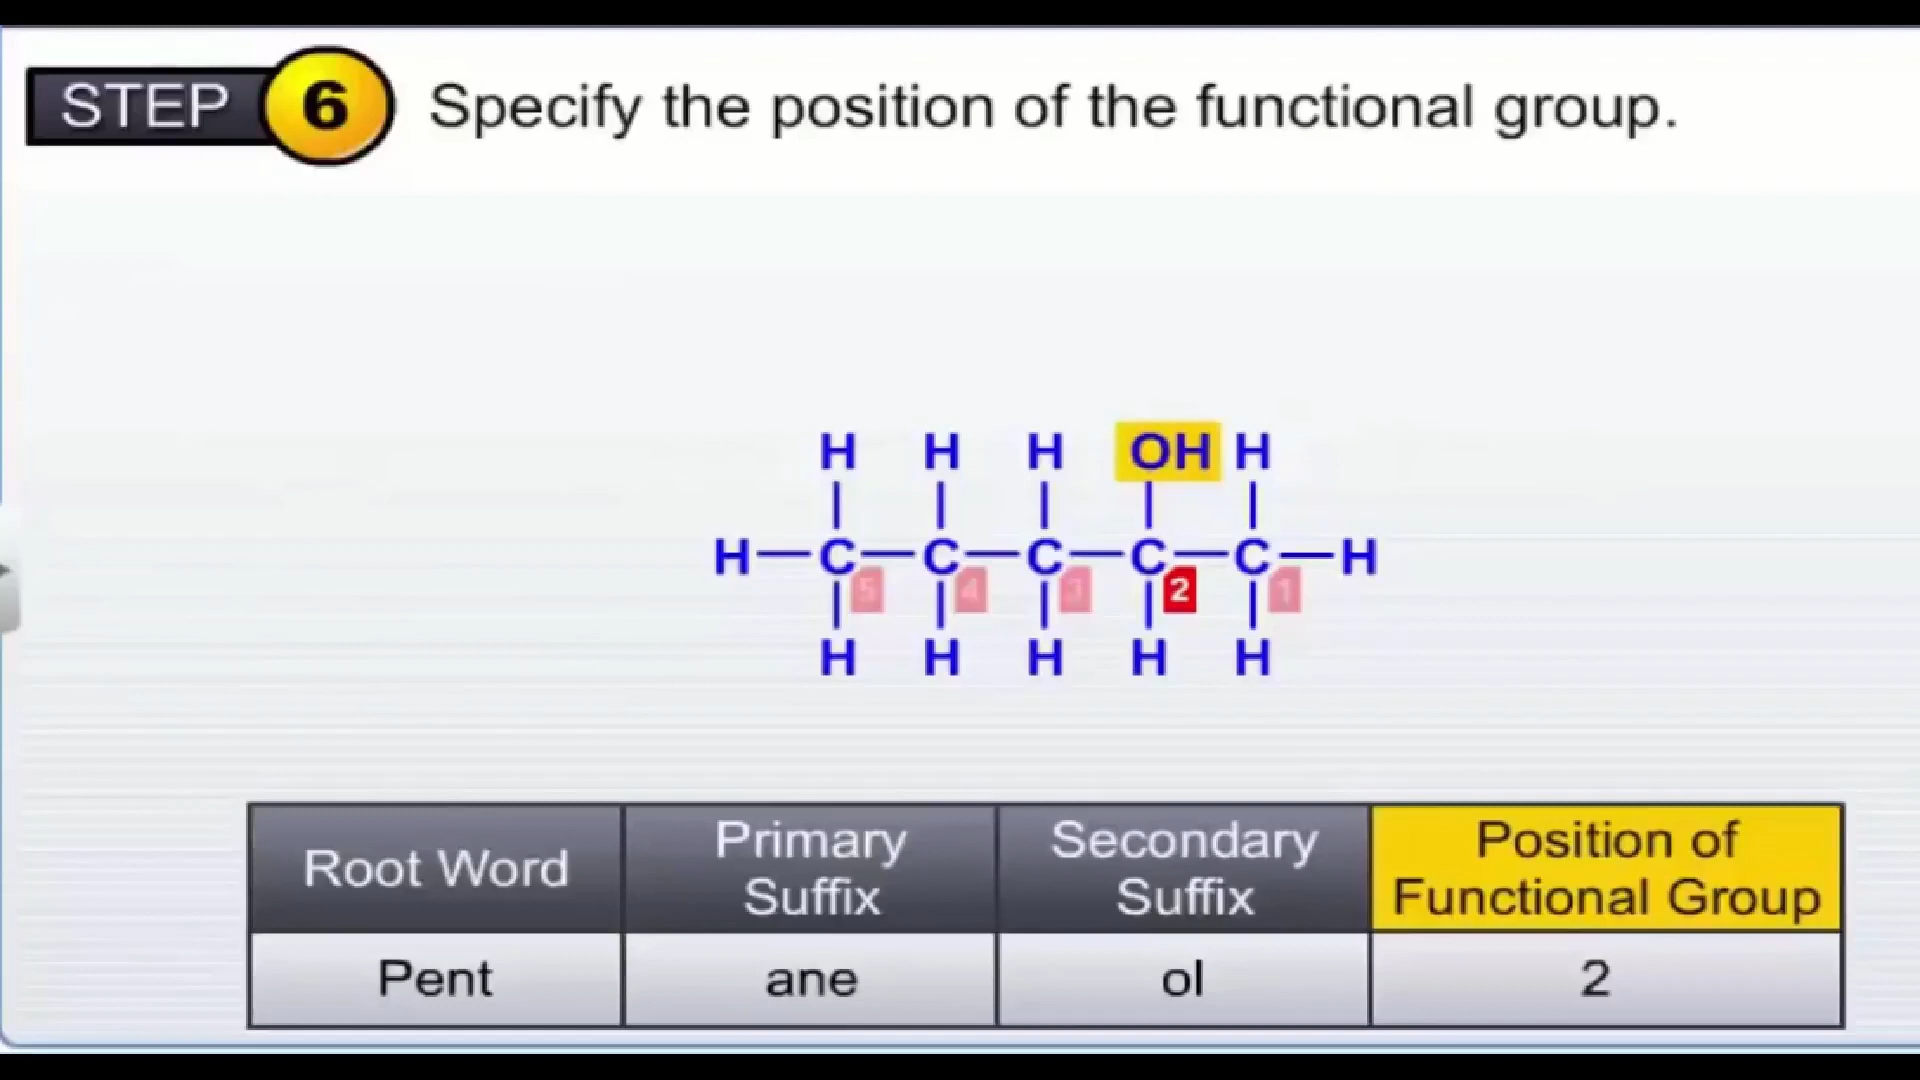 STEP 6 Specify the position of the functional group.
H H H OH H
H C C C C C H
5 4 3 2 1
H H H H H
Root Word Primary Suffix Secondary Suffix Position of Functional Group
Pent ane ol 2